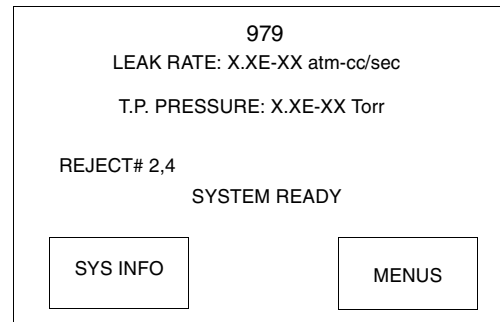 979
LEAK RATE: X.XE-XX atm-cc/sec
T.P. PRESSURE: X.XE-XX Torr
REJECT# 2,4
SYSTEM READY
SYS INFO
MENUS